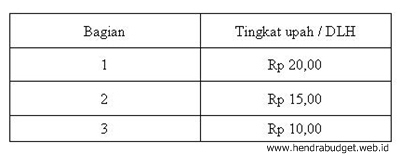 Bagian Tingkat upah / DLH
1 Rp 20,00
2 Rp 15,00
3 Rp 10,00
www.hendrabudget.web.id